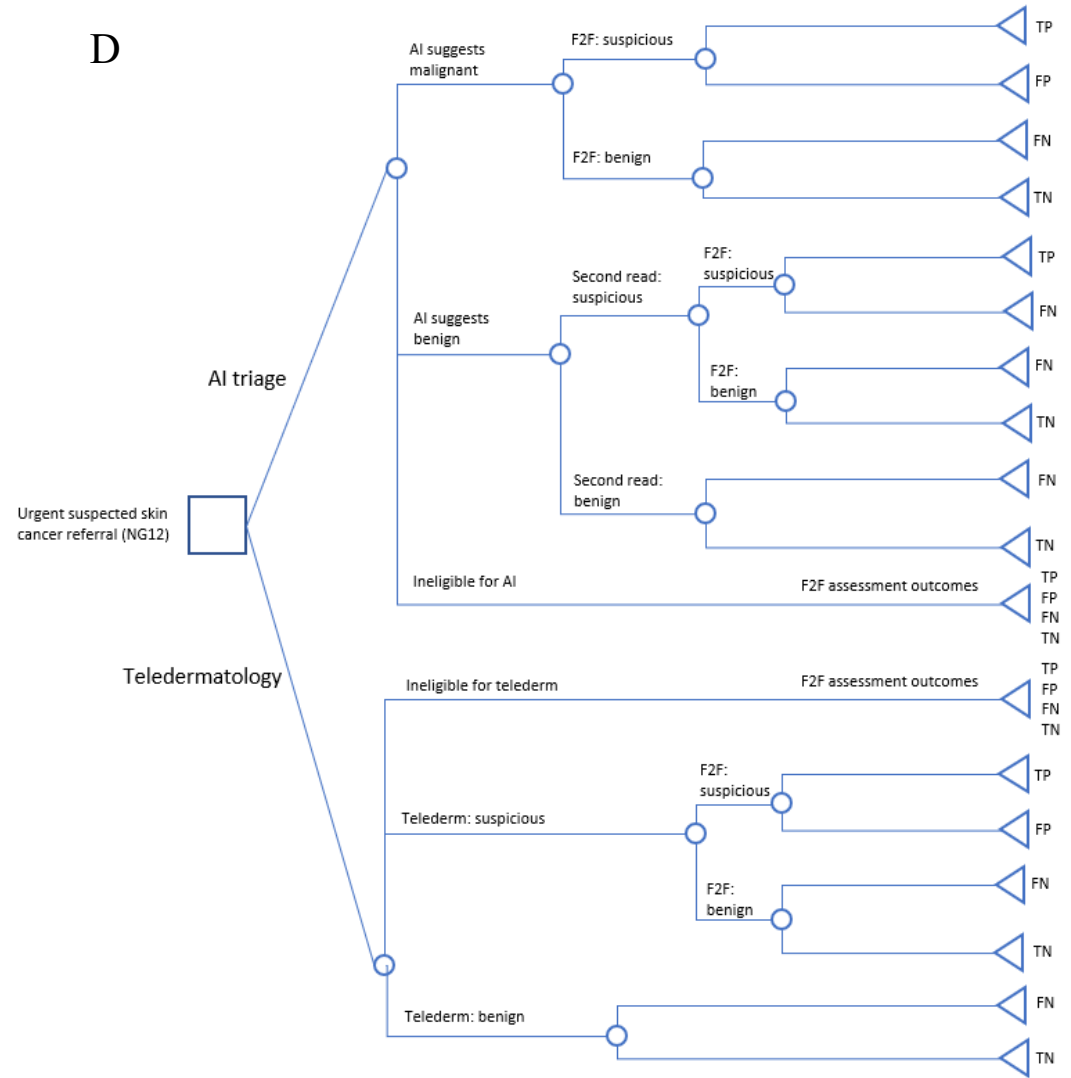 D
AI suggests
malignant
F2F: suspicious
TP
FP
F2F: benign
FN
TN
AI triage
AI suggests
benign
Second read:
suspicious
F2F:
suspicious
TP
FN
F2F:
benign
FN
TN
Second read:
benign
FN
TN
Ineligible for AI
F2F assessment outcomes
TP
FP
FN
TN
Urgent suspected skin
cancer referral (NG12)
Teledermatology
Ineligible for telederm
F2F assessment outcomes
TP
FP
FN
TN
Telederm: suspicious
F2F:
suspicious
TP
FP
F2F:
benign
FN
TN
Telederm: benign
FN
TN